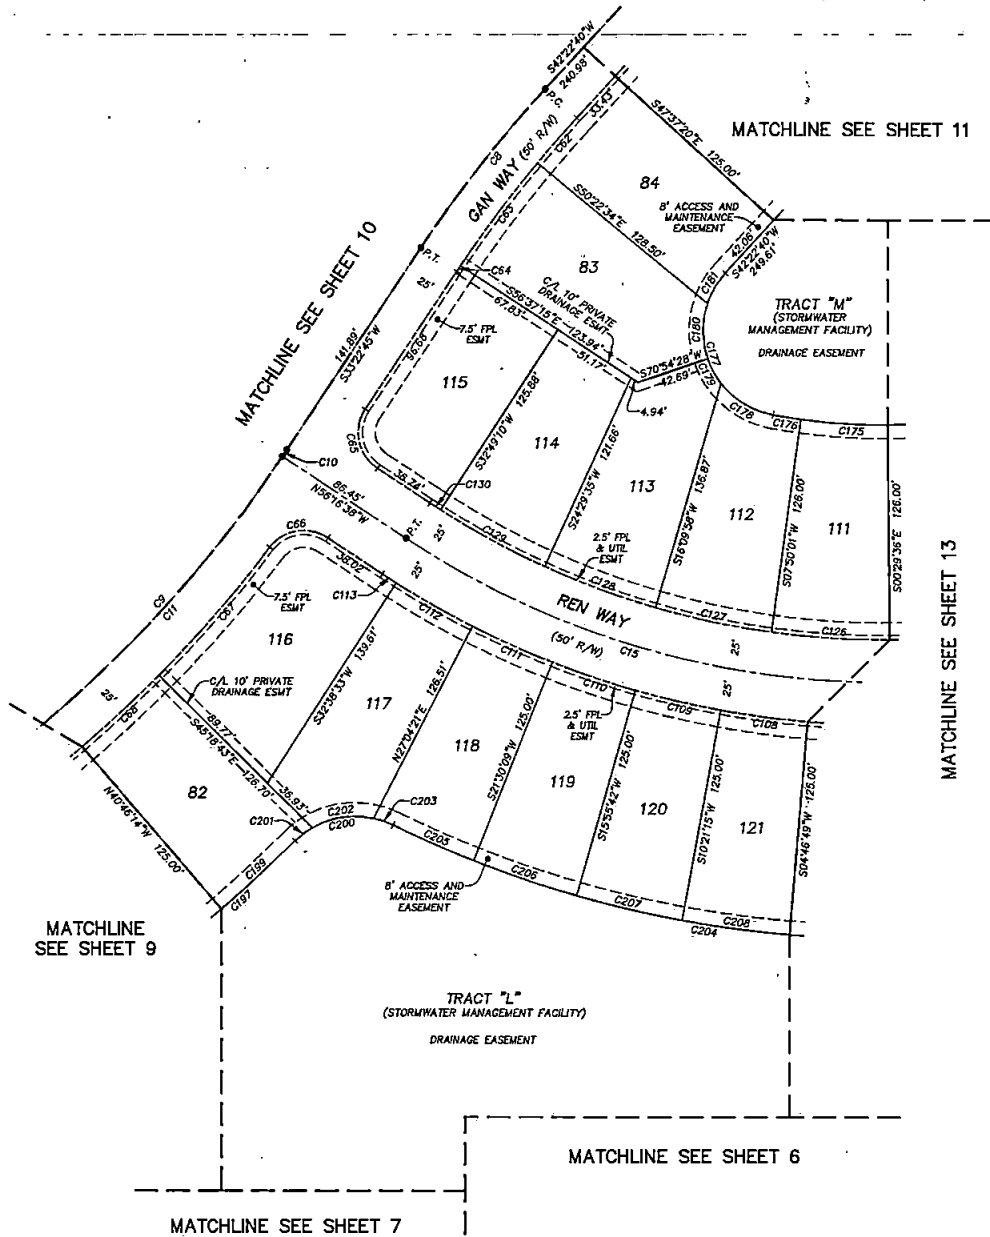 S42°22'40"W
240.98'
P.C.
33.43'
C62
C8
GAN WAY (50' R/W)
C63
S47°37'20"E
125.00'
MATCHLINE SEE SHEET 11
84
8' ACCESS AND
MAINTENANCE
EASEMENT
42.06'
S42°22'40"W
249.61'
S50°22'34"E
128.50'
MATCHLINE SEE SHEET 10
P.T.
C64
83
C181
C180
C177
C179
C178
C176
C175
TRACT "M"
(STORMWATER
MANAGEMENT FACILITY)
DRAINAGE EASEMENT
25'
S56°37'15"E
123.94'
67.83'
51.17'
C/L 10' PRIVATE
DRAINAGE ESMT
7.5' FPL
ESMT
141.89'
S33°22'45"W
96.68'
S70°54'28"W
42.69'
4.94'
115
S32°49'10"W
125.88'
114
S24°29'35"W
121.66'
113
S16°09'58"W
136.87'
112
S07°50'01"W
126.00'
111
S00°29'36"E
126.00'
C65
C10
38.74'
C130
86.45'
N56°16'38"W
P.T.
25'
25'
C129
2.5' FPL
& UTIL
ESMT
C128
C127
C126
MATCHLINE SEE SHEET 13
C66
38.02'
C113
REN WAY
(50' R/W)
C15
25'
25'
C9
C11
C67
7.5' FPL
ESMT
C112
C111
C110
C109
C108
116
S32°38'33"W
139.61'
C/L 10' PRIVATE
DRAINAGE ESMT
25'
C68
117
N27°04'21"E
126.51'
118
S21°30'09"W
125.00'
2.5' FPL
& UTIL
ESMT
119
S15°55'42"W
125.00'
120
S10°21'15"W
125.00'
121
S04°46'49"W
125.00'
89.77'
S45°18'43"E
126.70'
36.93'
82
N40°46'14"W
125.00'
C201
C202
C200
C203
C199
C197
C205
C206
C207
C208
C204
8' ACCESS AND
MAINTENANCE
EASEMENT
MATCHLINE
SEE SHEET 9
TRACT "L"
(STORMWATER MANAGEMENT FACILITY)
DRAINAGE EASEMENT
MATCHLINE SEE SHEET 6
MATCHLINE SEE SHEET 7